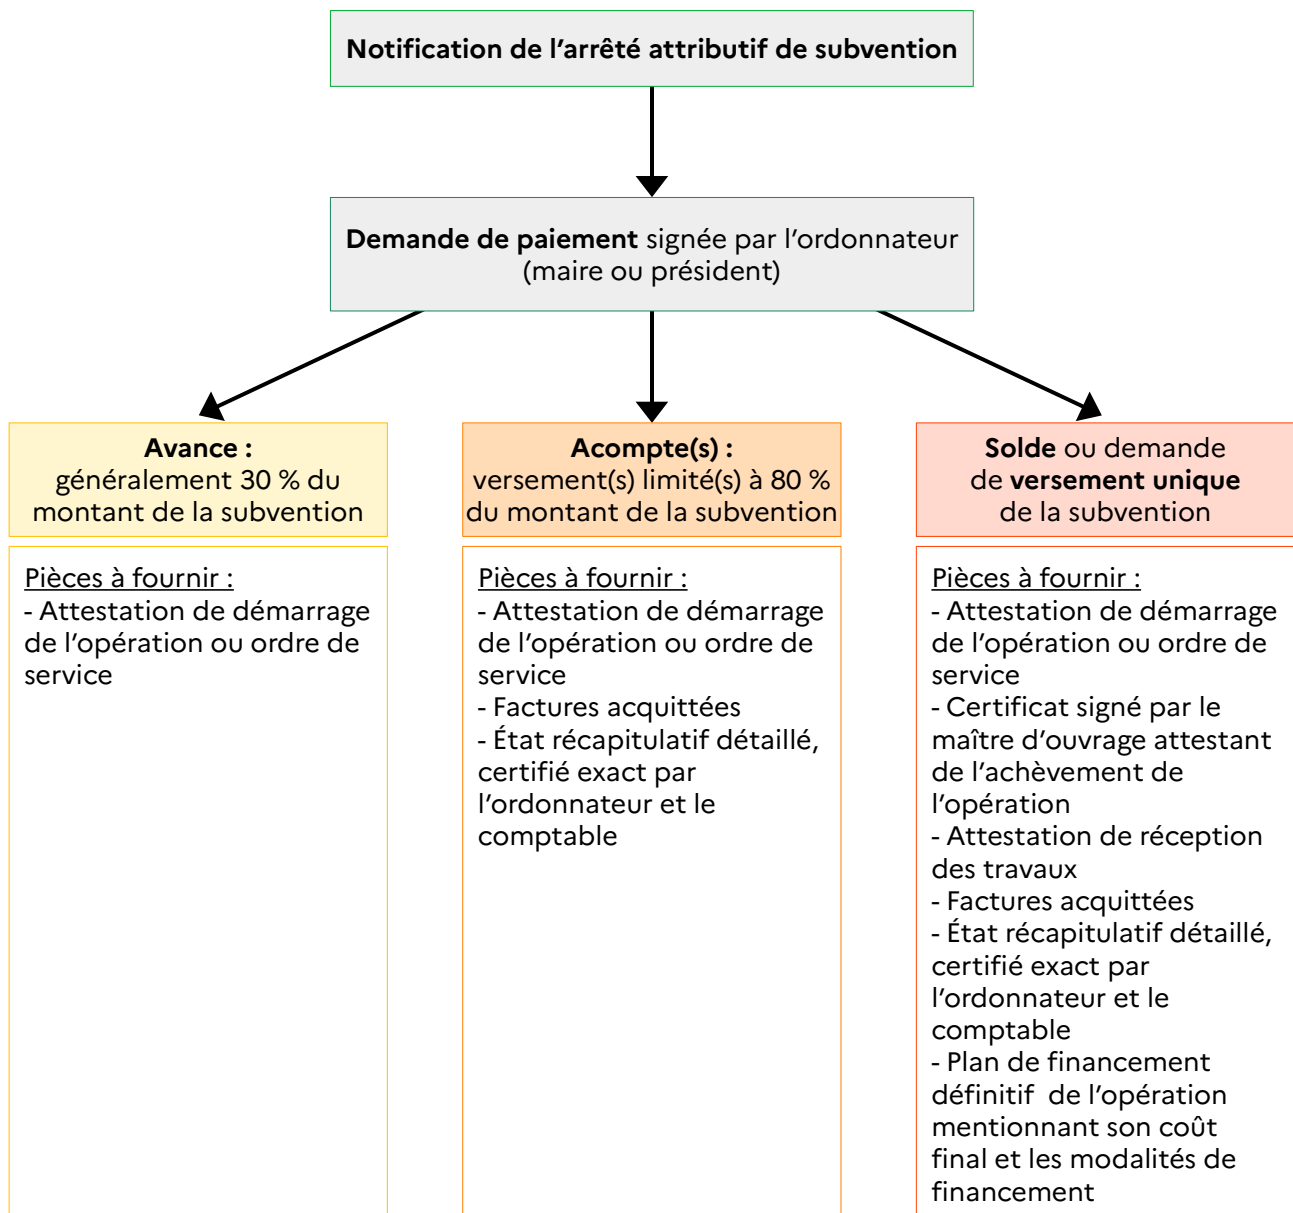 Notification de l’arrêté attributif de subvention
Demande de paiement signée par l’ordonnateur
(maire ou président)
Avance :
généralement 30 % du
montant de la subvention
Pièces à fournir :
- Attestation de démarrage
de l’opération ou ordre de
service
Acompte(s) :
versement(s) limité(s) à 80 %
du montant de la subvention
Pièces à fournir :
- Attestation de démarrage
de l’opération ou ordre de
service
- Factures acquittées
- État récapitulatif détaillé,
certifié exact par
l’ordonnateur et le
comptable
Solde ou demande
de versement unique
de la subvention
Pièces à fournir :
- Attestation de démarrage
de l’opération ou ordre de
service
- Certificat signé par le
maître d’ouvrage attestant
de l’achèvement de
l’opération
- Attestation de réception
des travaux
- Factures acquittées
- État récapitulatif détaillé,
certifié exact par
l’ordonnateur et le
comptable
- Plan de financement
définitif  de l’opération
mentionnant son coût
final et les modalités de
financement